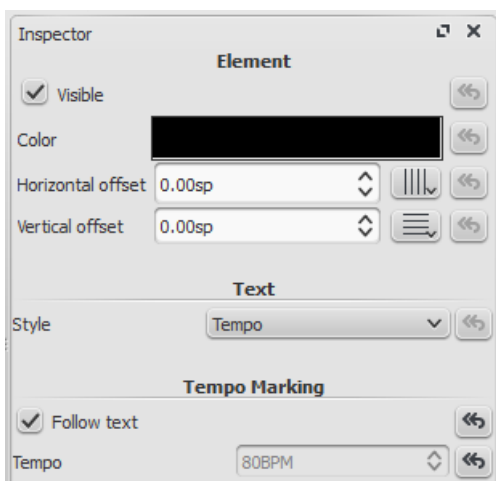 Inspector
Element
Visible
Color
Horizontal offset 0.00sp
Vertical offset 0.00sp
Text
Style Tempo
Tempo Marking
Follow text
Tempo 80BPM